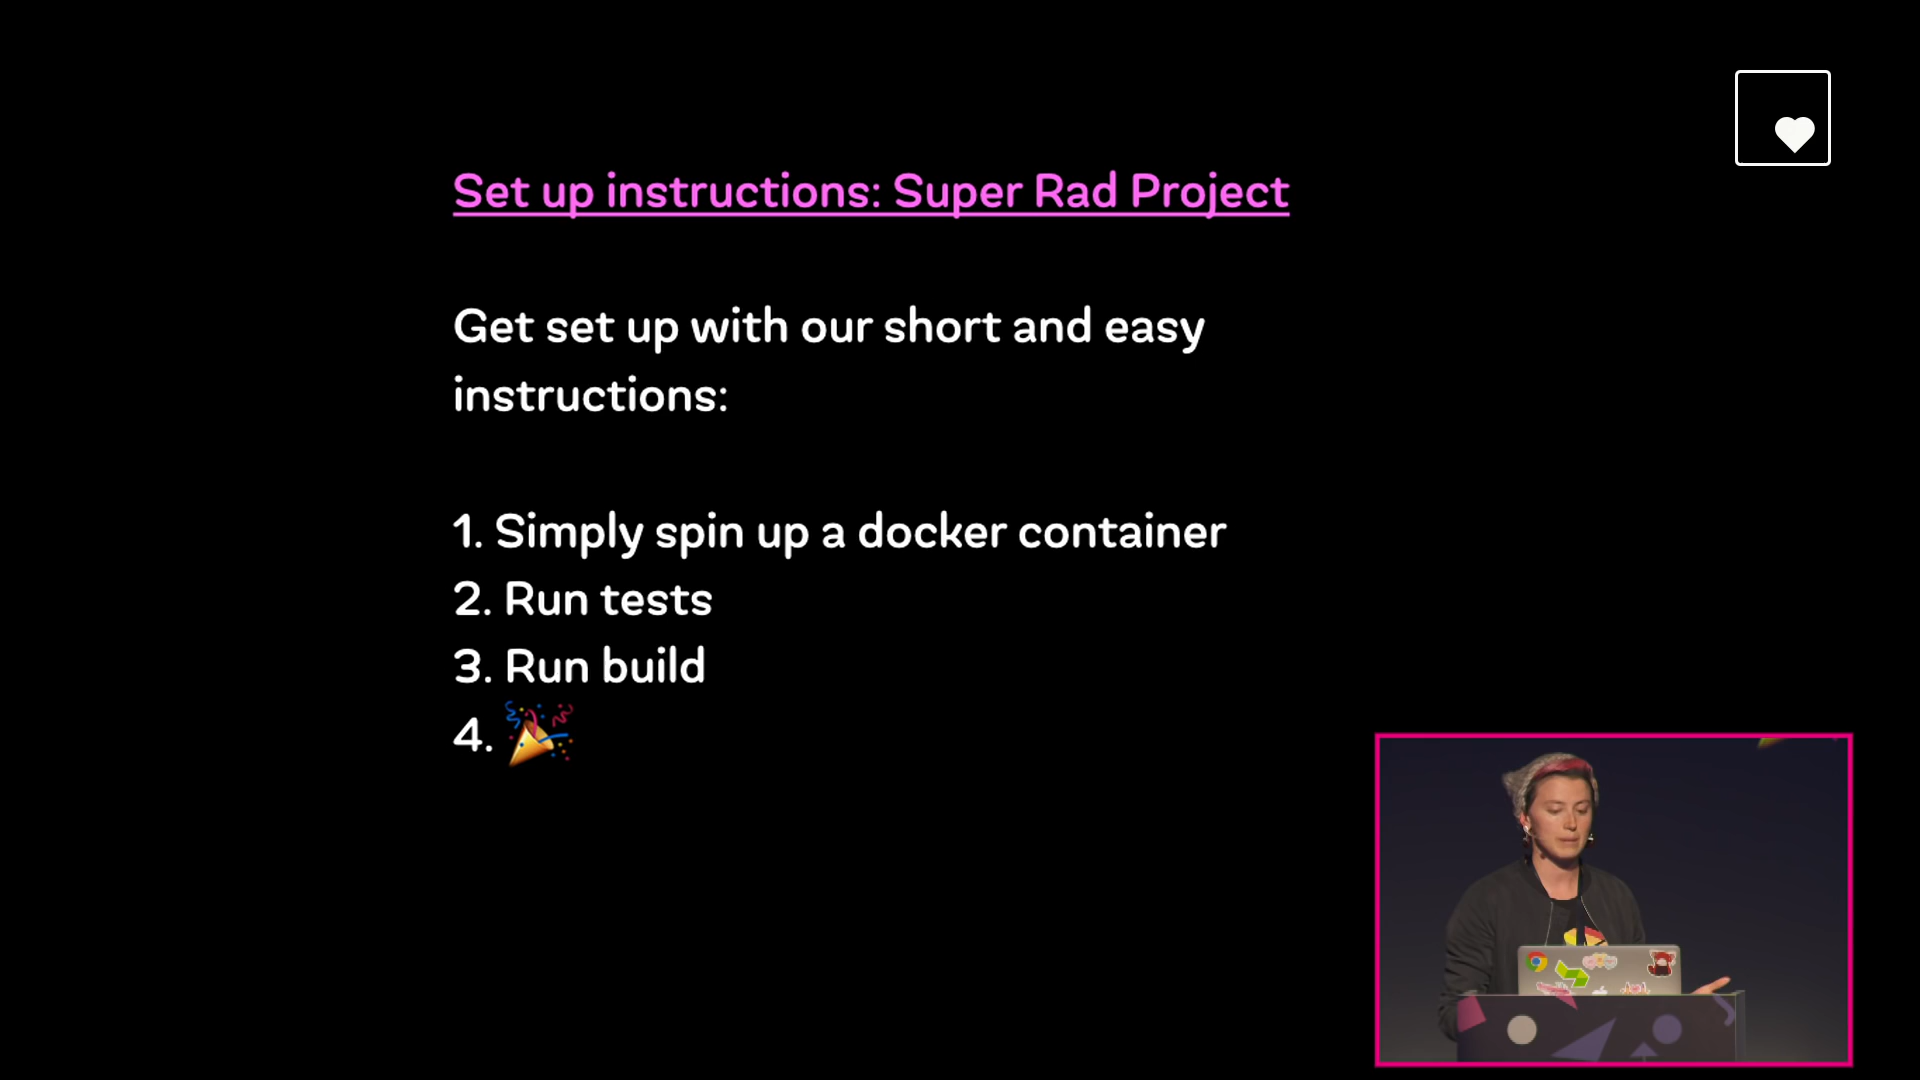 Set up instructions: Super Rad Project
Get set up with our short and easy
instructions:
1. Simply spin up a docker container
2. Run tests
3. Run build
4. 🎉